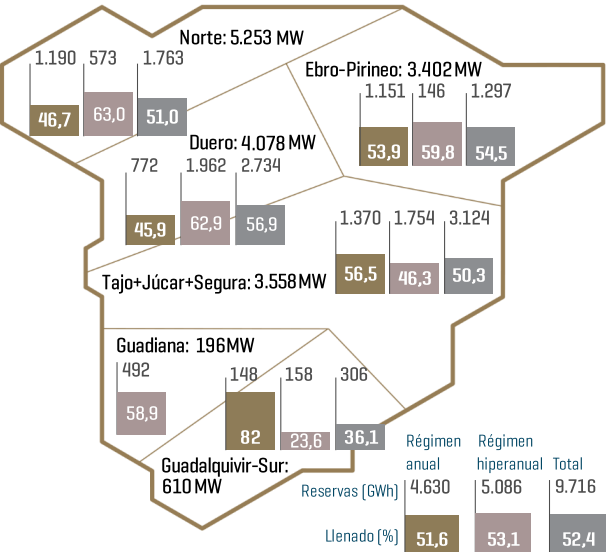 Norte: 5.253 MW
1.190 573 1.763
46,7 63,0 51,0
Ebro-Pirineo: 3.402 MW
1.151 146 1.297
53,9 59,8 54,5
Duero: 4.078 MW
772 1.962 2.734
45,9 62,9 56,9
1.370 1.754 3.124
56,5 46,3 50,3
Tajo+Júcar+Segura: 3.558 MW
Guadiana: 196 MW
492
58,9
148 158 306
82 23,6 36,1
Guadalquivir-Sur:
610 MW
Régimen Régimen
anual hiperanual Total
Reservas (GWh) 4.630 5.086 9.716
Llenado (%) 51,6 53,1 52,4